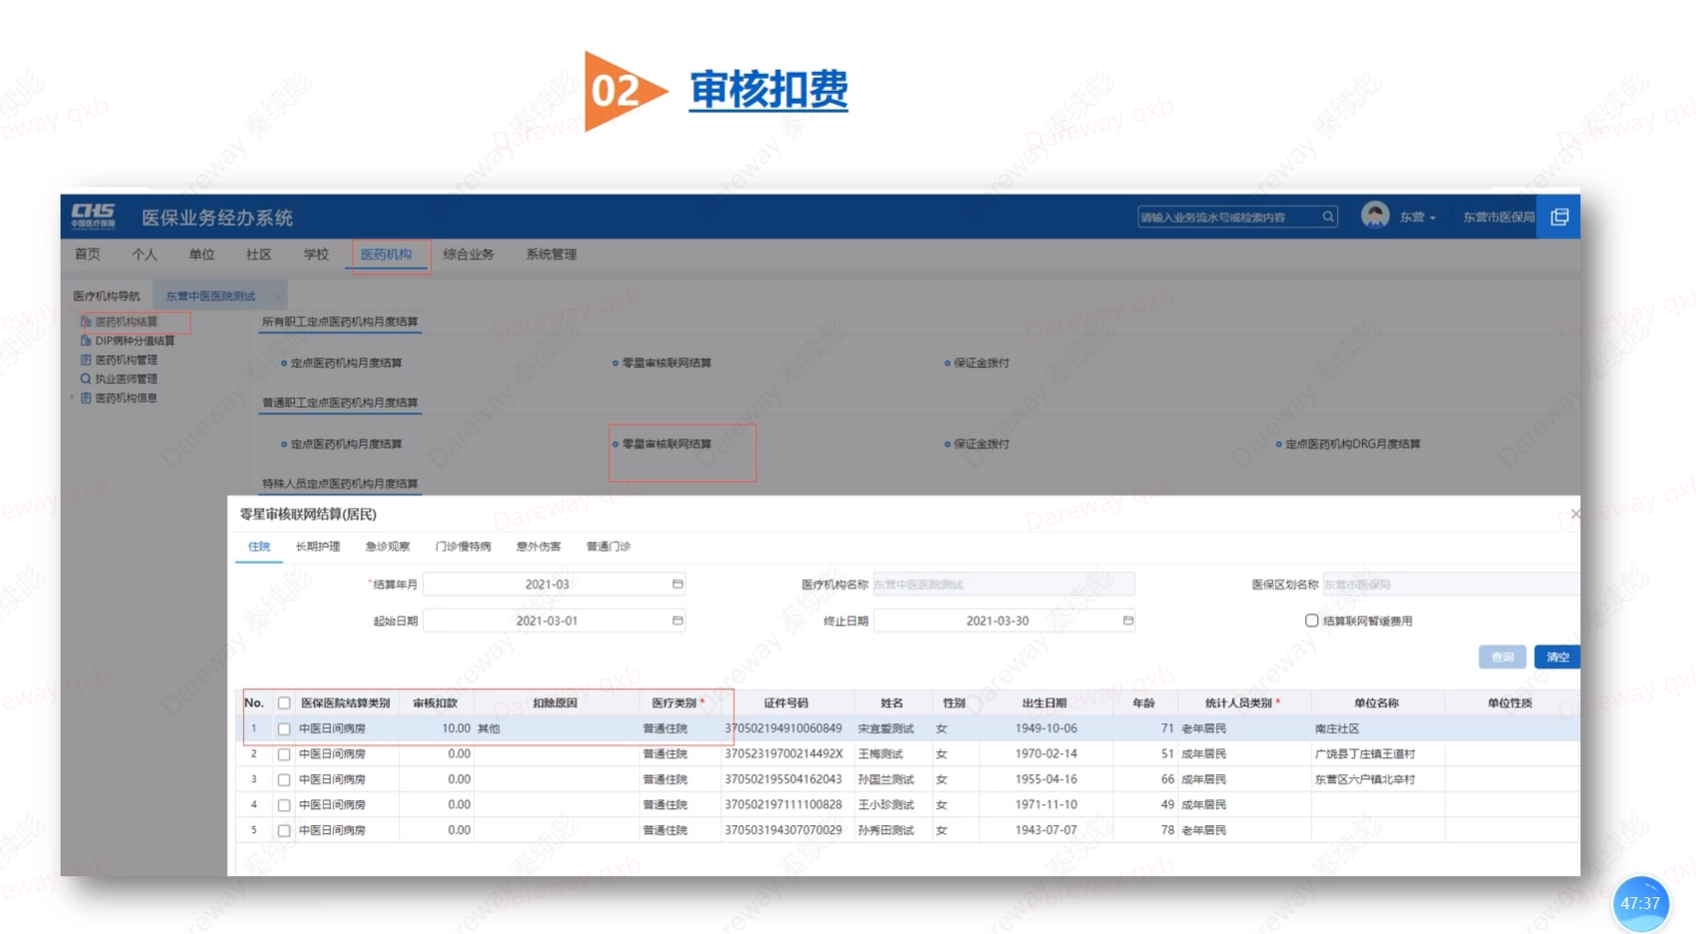 02 审核扣费
CHS 中国医疗保障 医保业务经办系统 请输入业务流水号或检索内容 东营 东营市医保局
首页 个人 单位 社区 学校 医药机构 综合业务 系统管理
医疗机构导航 东营中医医院测试
医药机构结算
DIP病种分值结算
医药机构管理
执业医师管理
医药机构信息
所有职工定点医药机构月度结算
定点医药机构月度结算 零星审核联网结算 保证金拨付
普通职工定点医药机构月度结算
定点医药机构月度结算 零星审核联网结算 保证金拨付 定点医药机构DRG月度结算
特殊人员定点医药机构月度结算
零星审核联网结算(居民)
住院 长期护理 急诊观察 门诊慢特病 意外伤害 普通门诊
*结算年月 2021-03 医疗机构名称 东营中医医院测试 医保区划名称 东营市医保局
起始日期 2021-03-01 终止日期 2021-03-30 结算联网暂缓费用
查询 清空
No. 医保医院结算类别 审核扣款 扣除原因 医疗类别* 证件号码 姓名 性别 出生日期 年龄 统计人员类别* 单位名称 单位性质
1 中医日间病房 10.00 其他 普通住院 370502194910060849 宋宜爱测试 女 1949-10-06 71 老年居民 南庄社区
2 中医日间病房 0.00 普通住院 37052319700214492X 王梅测试 女 1970-02-14 51 成年居民 广饶县丁庄镇王道村
3 中医日间病房 0.00 普通住院 370502195504162043 孙国兰测试 女 1955-04-16 66 成年居民 东营区六户镇北辛村
4 中医日间病房 0.00 普通住院 370502197111100828 王小珍测试 女 1971-11-10 49 成年居民
5 中医日间病房 0.00 普通住院 370503194307070029 孙秀田测试 女 1943-07-07 78 老年居民
47:37
Dareway 秦续彪
Dareway qxb